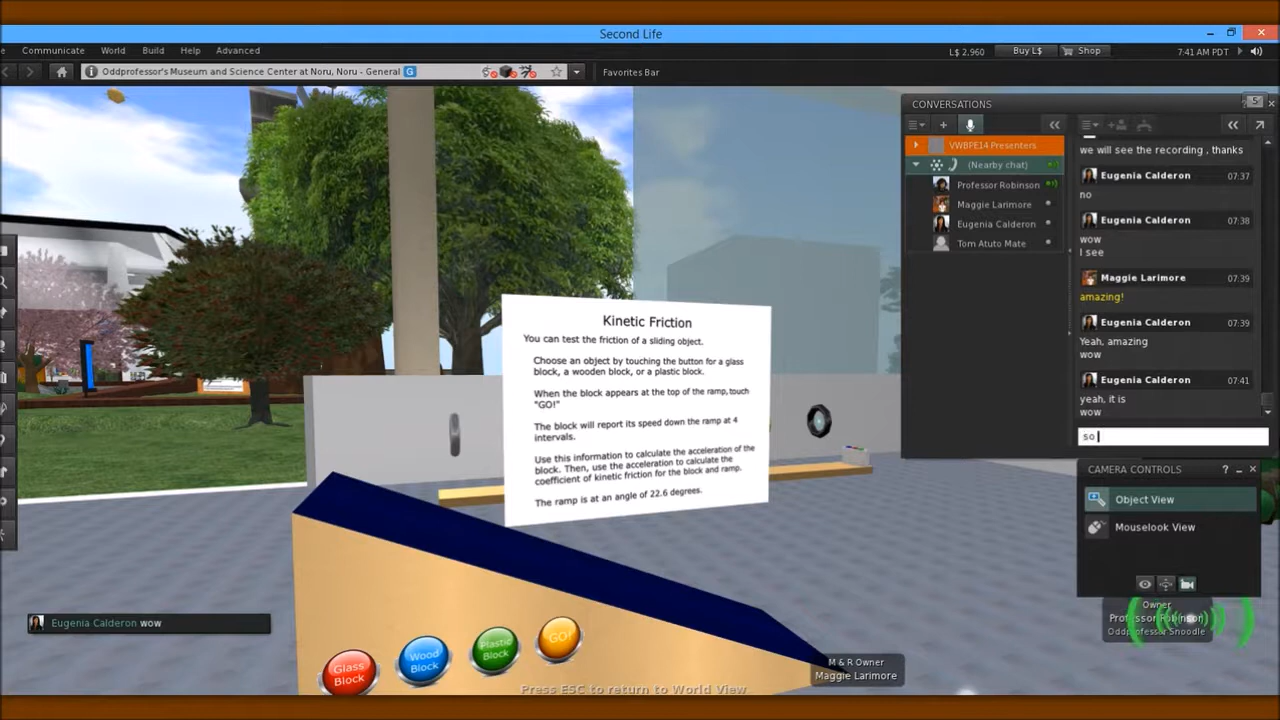 Second Life
e Communicate World Build Help Advanced
L$ 2,960 Buy L$ Shop 7:41 AM PDT
Oddprofessor's Museum and Science Center at Noru, Noru - General G
Favorites Bar
CONVERSATIONS
5
VWBPE14 Presenters
(Nearby chat)
Professor Robinson
Maggie Larimore
Eugenia Calderon
Tom Atuto Mate
we will see the recording , thanks
Eugenia Calderon 07:37
no
Eugenia Calderon 07:38
wow
I see
Maggie Larimore 07:39
amazing!
Eugenia Calderon 07:39
Yeah, amazing
wow
Eugenia Calderon 07:41
yeah, it is
wow
so
CAMERA CONTROLS ?
Object View
Mouselook View
Owner
Professor Robinson
Oddprofessor Snoodle
Kinetic Friction
You can test the friction of a sliding object.
Choose an object by touching the button for a glass
block, a wooden block, or a plastic block.
When the block appears at the top of the ramp, touch
"GO!"
The block will report its speed down the ramp at 4
intervals.
Use this information to calculate the acceleration of the
block. Then, use the acceleration to calculate the
coefficient of kinetic friction for the block and ramp.
The ramp is at an angle of 22.6 degrees.
Eugenia Calderon wow
Glass
Block
Wood
Block
Plastic
Block
GO!
M & R Owner
Maggie Larimore
Press ESC to return to World View